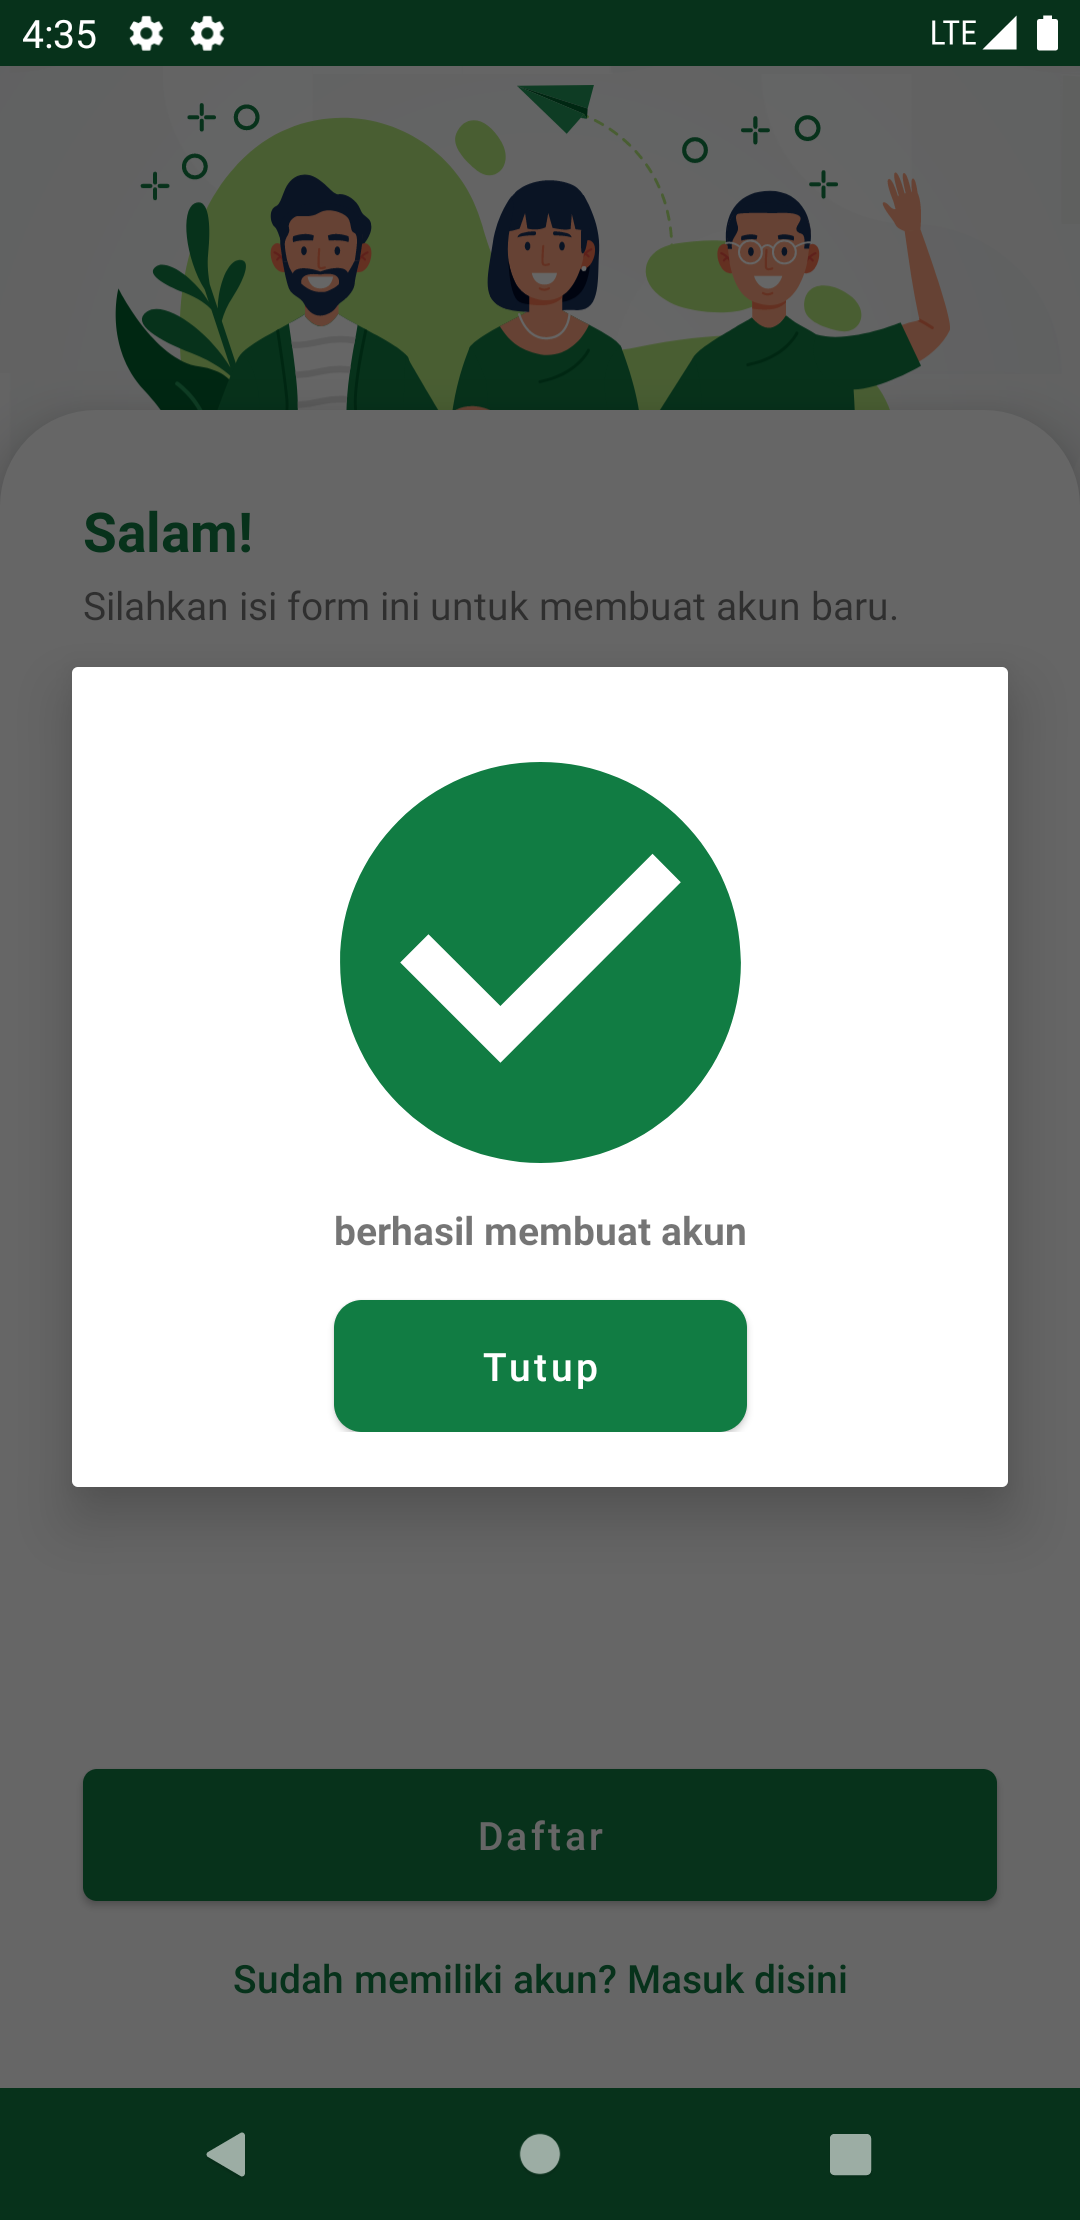 4:35
LTE
Salam!
Silahkan isi form ini untuk membuat akun baru.
berhasil membuat akun
Tutup
Daftar
Sudah memiliki akun? Masuk disini